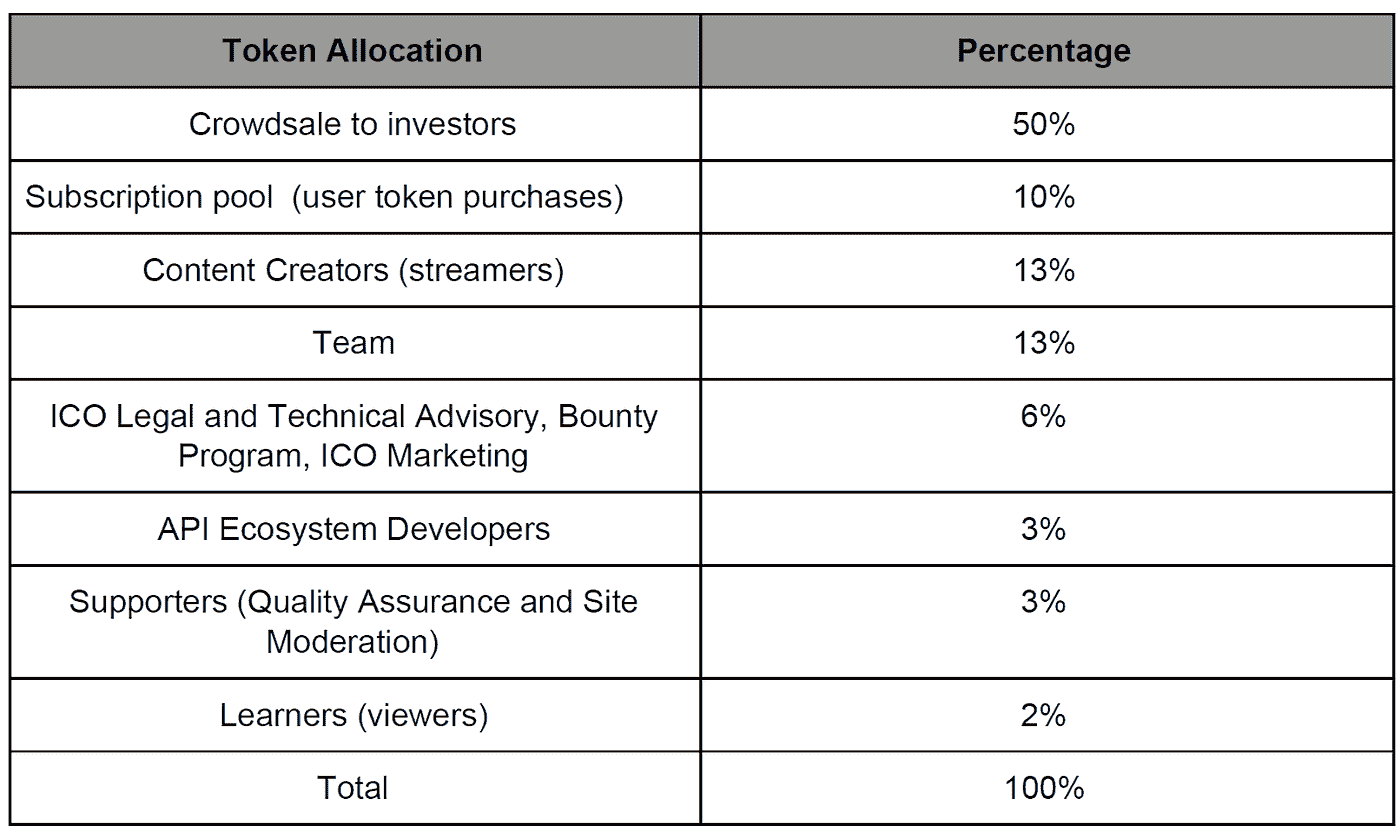 Token Allocation Percentage
Crowdsale to investors 50%
Subscription pool  (user token purchases) 10%
Content Creators (streamers) 13%
Team 13%
ICO Legal and Technical Advisory, Bounty 6%
Program, ICO Marketing
API Ecosystem Developers 3%
Supporters (Quality Assurance and Site 3%
Moderation)
Learners (viewers) 2%
Total 100%